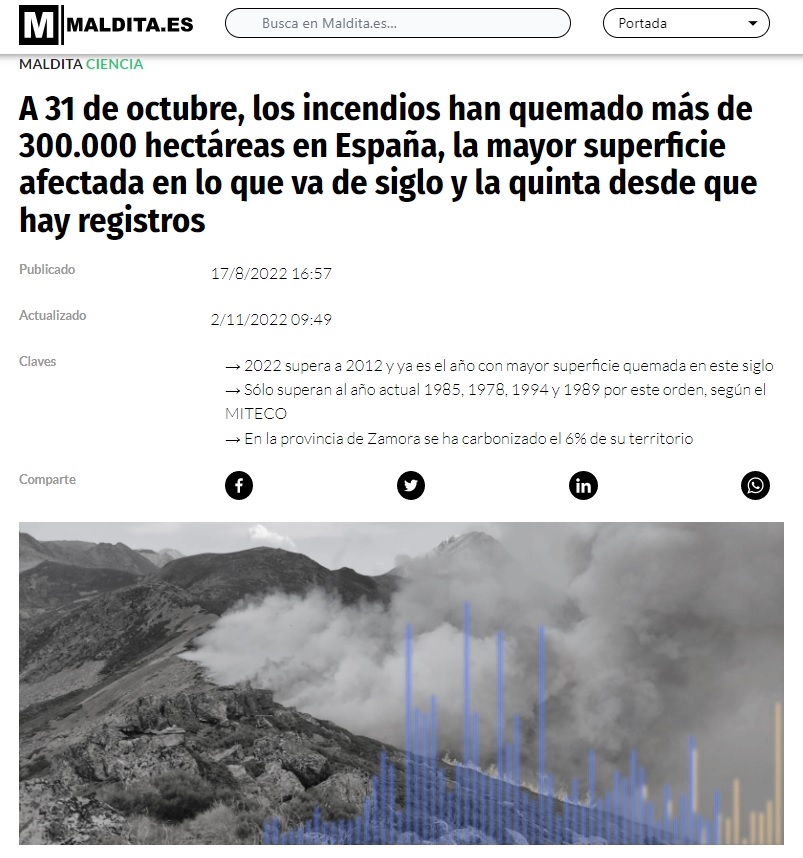 M MALDITA.ES
Busca en Maldita.es...
Portada
MALDITA CIENCIA
A 31 de octubre, los incendios han quemado más de
300.000 hectáreas en España, la mayor superficie
afectada en lo que va de siglo y la quinta desde que
hay registros
Publicado
17/8/2022 16:57
Actualizado
2/11/2022 09:49
Claves
→ 2022 supera a 2012 y ya es el año con mayor superficie quemada en este siglo
→ Sólo superan al año actual 1985, 1978, 1994 y 1989 por este orden, según el
MITECO
→ En la provincia de Zamora se ha carbonizado el 6% de su territorio
Comparte